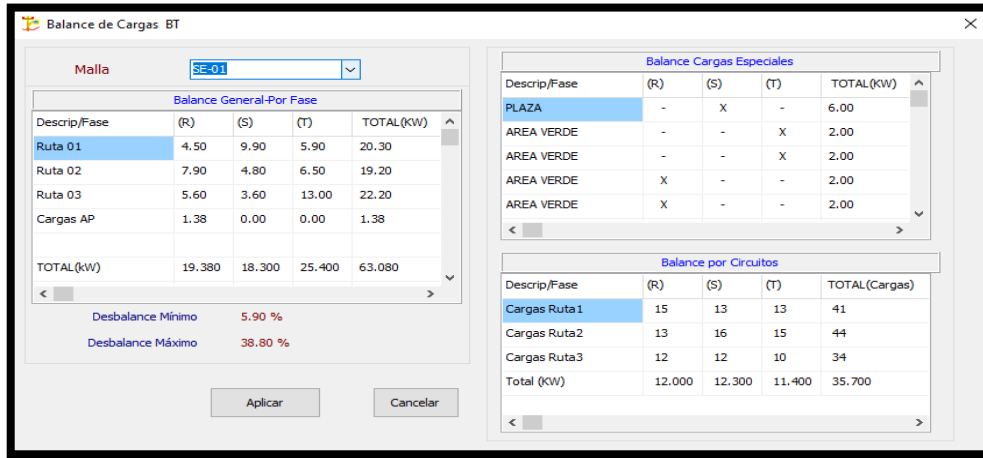 Balance de Cargas BT
Malla SE-01
Balance General-Por Fase
Descrip/Fase (R) (S) (T) TOTAL(KW)
Ruta 01 4.50 9.90 5.90 20.30
Ruta 02 7.90 4.80 6.50 19.20
Ruta 03 5.60 3.60 13.00 22.20
Cargas AP 1.38 0.00 0.00 1.38
TOTAL(kW) 19.380 18.300 25.400 63.080
Desbalance Mínimo 5.90 %
Desbalance Máximo 38.80 %
Aplicar Cancelar
Balance Cargas Especiales
Descrip/Fase (R) (S) (T) TOTAL(KW)
PLAZA - X - 6.00
AREA VERDE - - X 2.00
AREA VERDE - - X 2.00
AREA VERDE X - - 2.00
AREA VERDE X - - 2.00
Balance por Circuitos
Descrip/Fase (R) (S) (T) TOTAL(Cargas)
Cargas Ruta1 15 13 13 41
Cargas Ruta2 13 16 15 44
Cargas Ruta3 12 12 10 34
Total (KW) 12.000 12.300 11.400 35.700